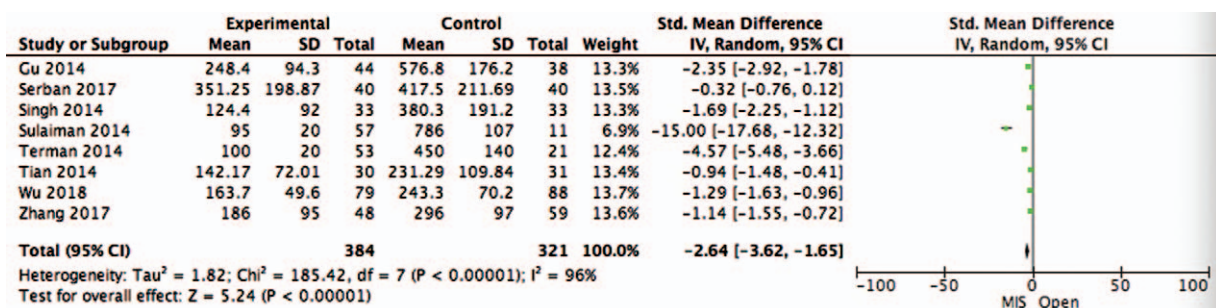 Experimental Control Std. Mean Difference Std. Mean Difference
Study or Subgroup Mean SD Total Mean SD Total Weight IV, Random, 95% CI IV, Random, 95% CI
Gu 2014 248.4 94.3 44 576.8 176.2 38 13.3% -2.35 [-2.92, -1.78]
Serban 2017 351.25 198.87 40 417.5 211.69 40 13.5% -0.32 [-0.76, 0.12]
Singh 2014 124.4 92 33 380.3 191.2 33 13.3% -1.69 [-2.25, -1.12]
Sulaiman 2014 95 20 57 786 107 11 6.9% -15.00 [-17.68, -12.32]
Terman 2014 100 20 53 450 140 21 12.4% -4.57 [-5.48, -3.66]
Tian 2014 142.17 72.01 30 231.29 109.84 31 13.4% -0.94 [-1.48, -0.41]
Wu 2018 163.7 49.6 79 243.3 70.2 88 13.7% -1.29 [-1.63, -0.96]
Zhang 2017 186 95 48 296 97 59 13.6% -1.14 [-1.55, -0.72]
Total (95% CI) 384 321 100.0% -2.64 [-3.62, -1.65]
Heterogeneity: Tau² = 1.82; Chi² = 185.42, df = 7 (P < 0.00001); I² = 96%
Test for overall effect: Z = 5.24 (P < 0.00001)
-100 -50 0 50 100
MIS Open